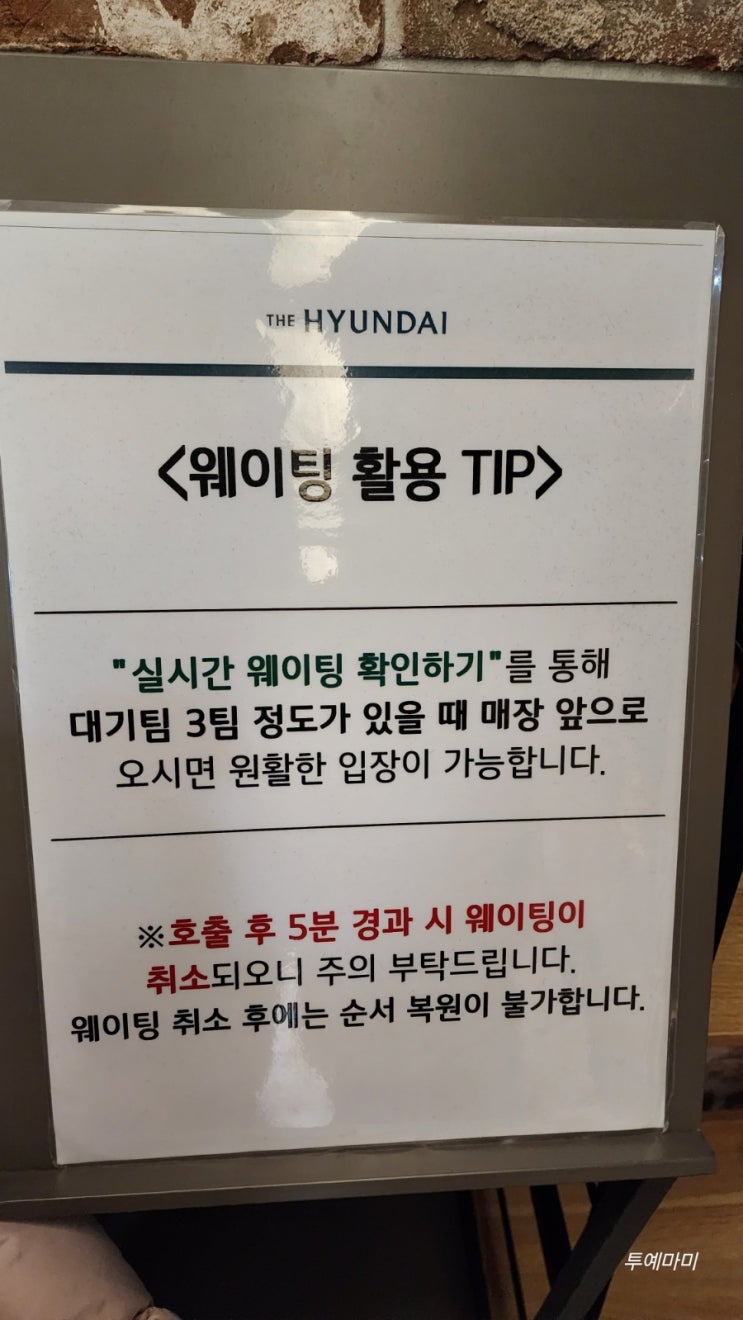 THE HYUNDAI
<웨이팅 활용 TIP>
"실시간 웨이팅 확인하기"를 통해
대기팀 3팀 정도가 있을 때 매장 앞으로
오시면 원활한 입장이 가능합니다.
※호출 후 5분 경과 시 웨이팅이
취소되오니 주의 부탁드립니다.
웨이팅 취소 후에는 순서 복원이 불가합니다.
투예마미